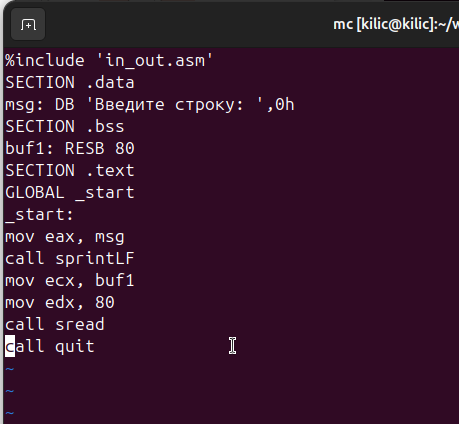 mc [kilic@kilic]:~/w
%include 'in_out.asm'
SECTION .data
msg: DB 'Введите строку: ',0h
SECTION .bss
buf1: RESB 80
SECTION .text
GLOBAL _start
_start:
mov eax, msg
call sprintLF
mov ecx, buf1
mov edx, 80
call sread
call quit
~
~
~